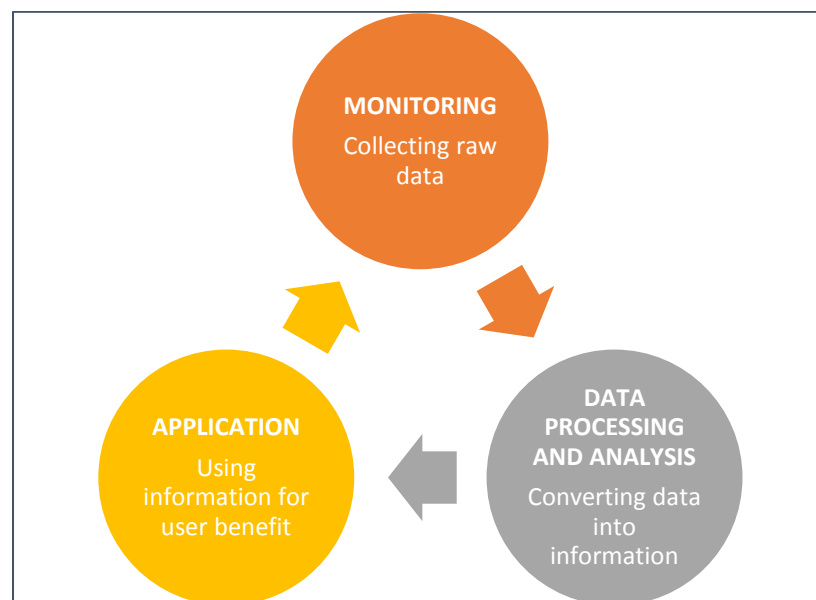 MONITORING
Collecting raw
data
DATA
PROCESSING
AND ANALYSIS
Converting data
into
information
APPLICATION
Using
information for
user benefit